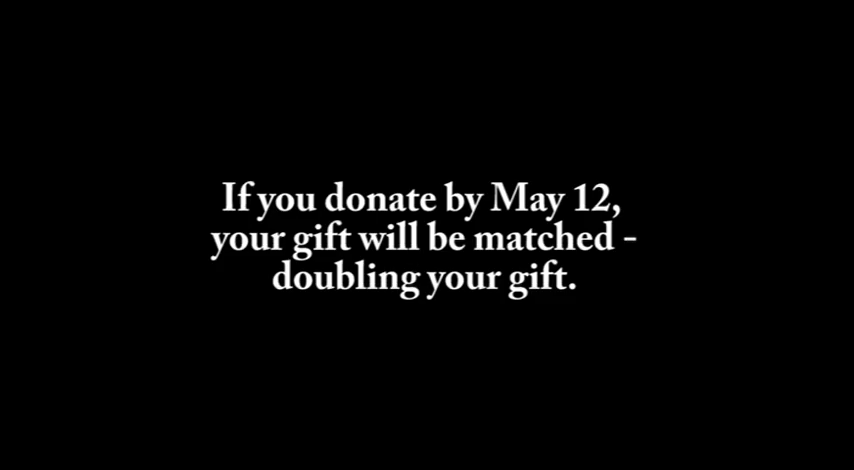 If you donate by May 12,
your gift will be matched -
doubling your gift.